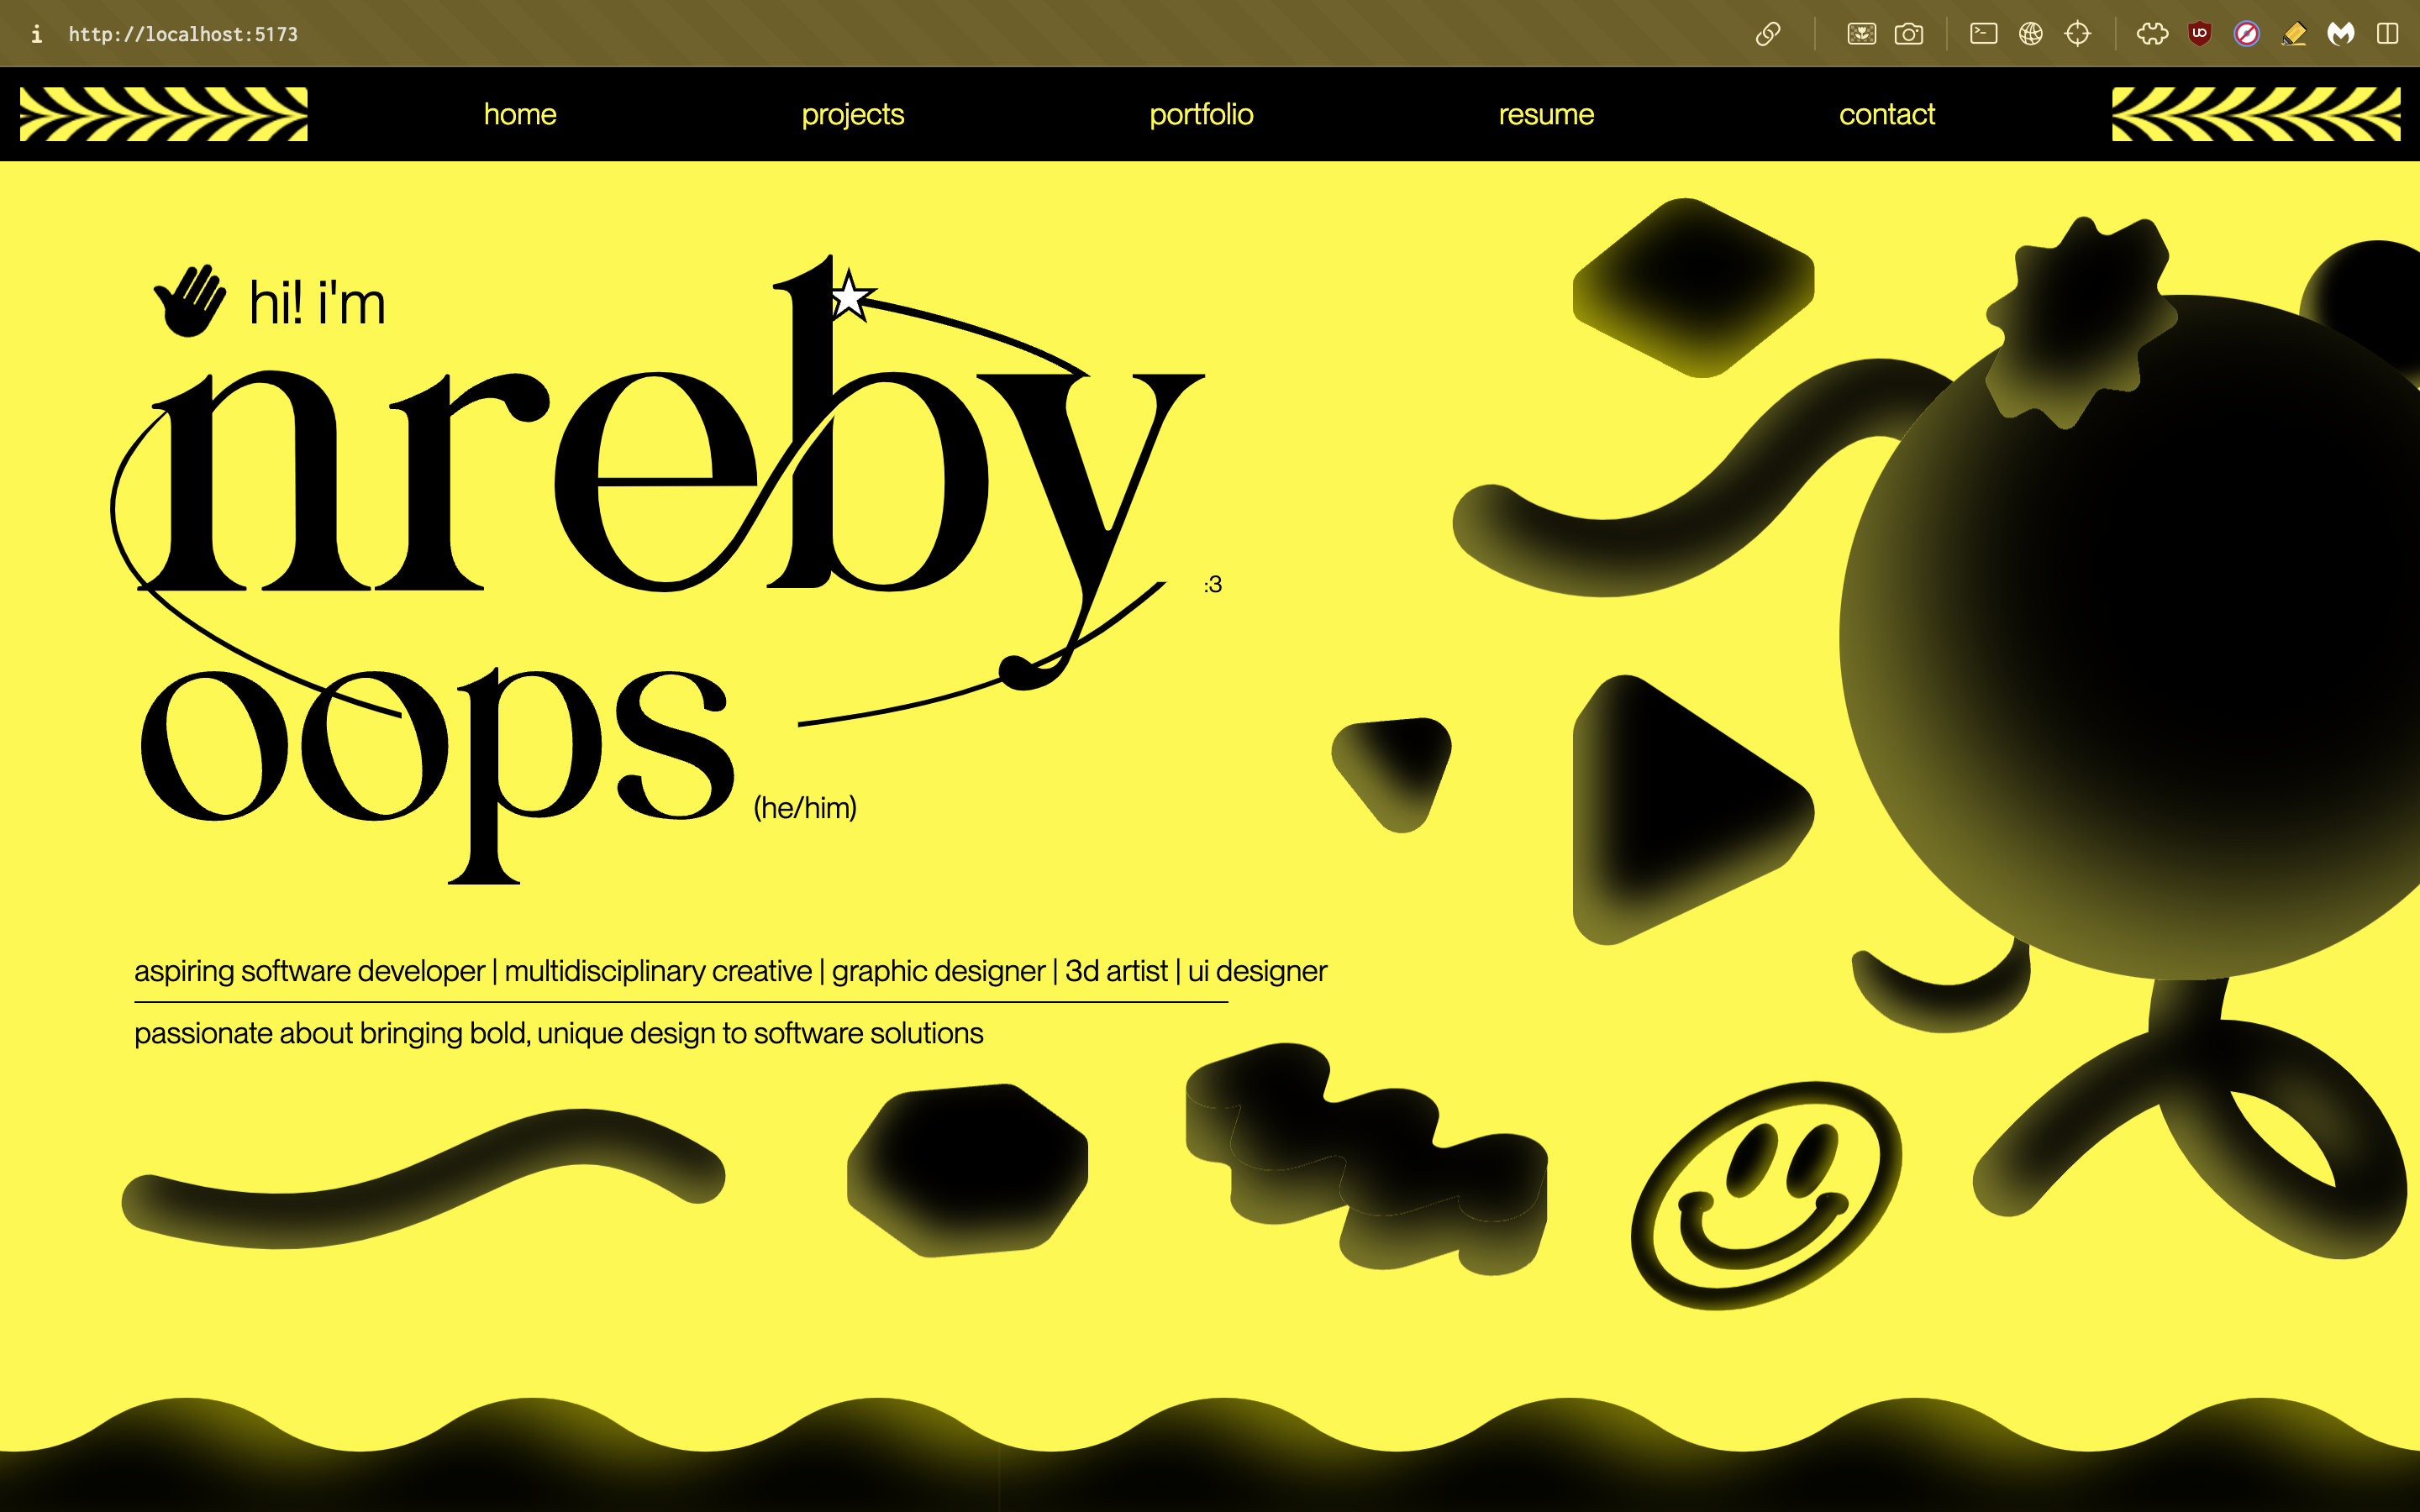 i http://localhost:5173
home projects portfolio resume contact
hi! i'm
nreby
:3
oops
(he/him)
aspiring software developer | multidisciplinary creative | graphic designer | 3d artist | ui designer
passionate about bringing bold, unique design to software solutions